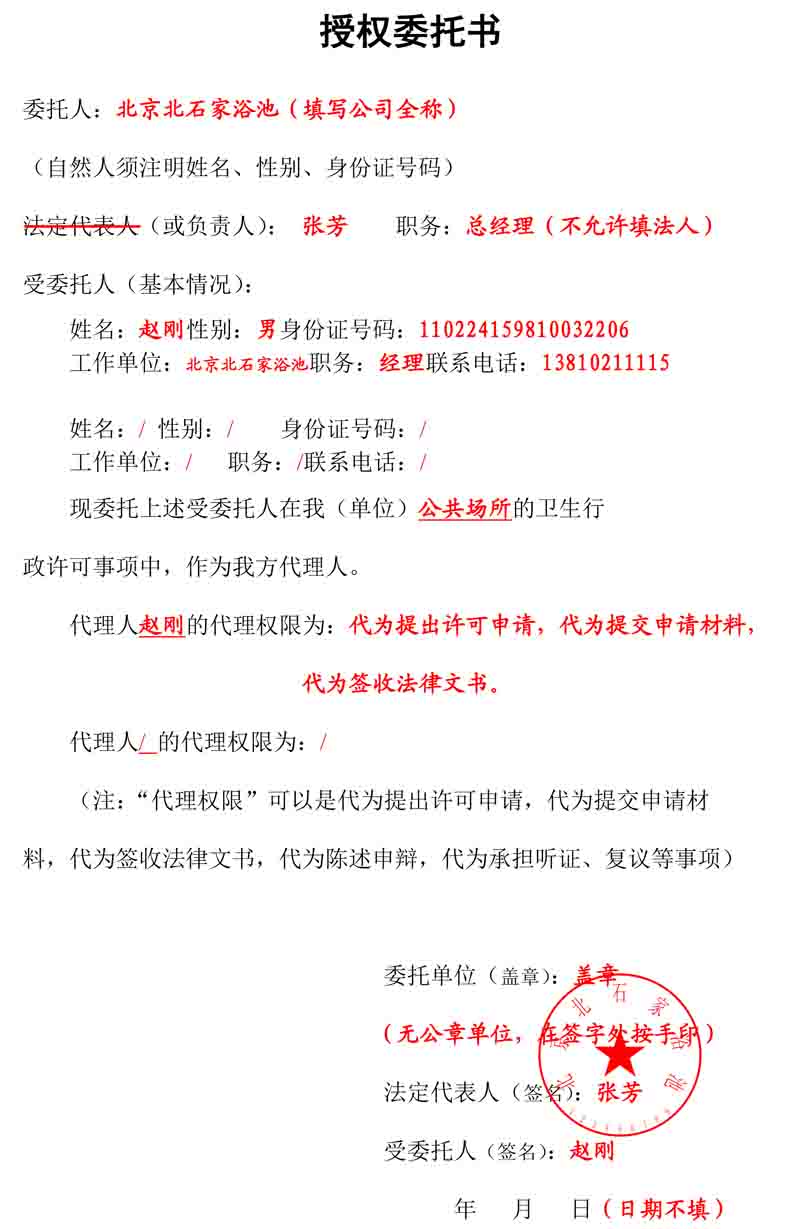 授权委托书
委托人：北京北石家浴池（填写公司全称）
（自然人须注明姓名、性别、身份证号码）
法定代表人（或负责人）： 张芳 职务：总经理（不允许填法人）
受委托人（基本情况）：
姓名：赵刚性别：男身份证号码：110224159810032206
工作单位：北京北石家浴池职务：经理联系电话：13810211115
姓名：/ 性别：/ 身份证号码：/
工作单位：/ 职务：/联系电话：/
现委托上述受委托人在我（单位）公共场所的卫生行
政许可事项中，作为我方代理人。
代理人赵刚的代理权限为：代为提出许可申请，代为提交申请材料，
代为签收法律文书。
代理人/ 的代理权限为：/
（注：“代理权限”可以是代为提出许可申请，代为提交申请材
料，代为签收法律文书，代为陈述申辩，代为承担听证、复议等事项）
委托单位（盖章）：盖章
（无公章单位，在签字处按手印）
法定代表人（签名）：张芳
受委托人（签名）：赵刚
年 月 日（日期不填）
北京北石家浴池